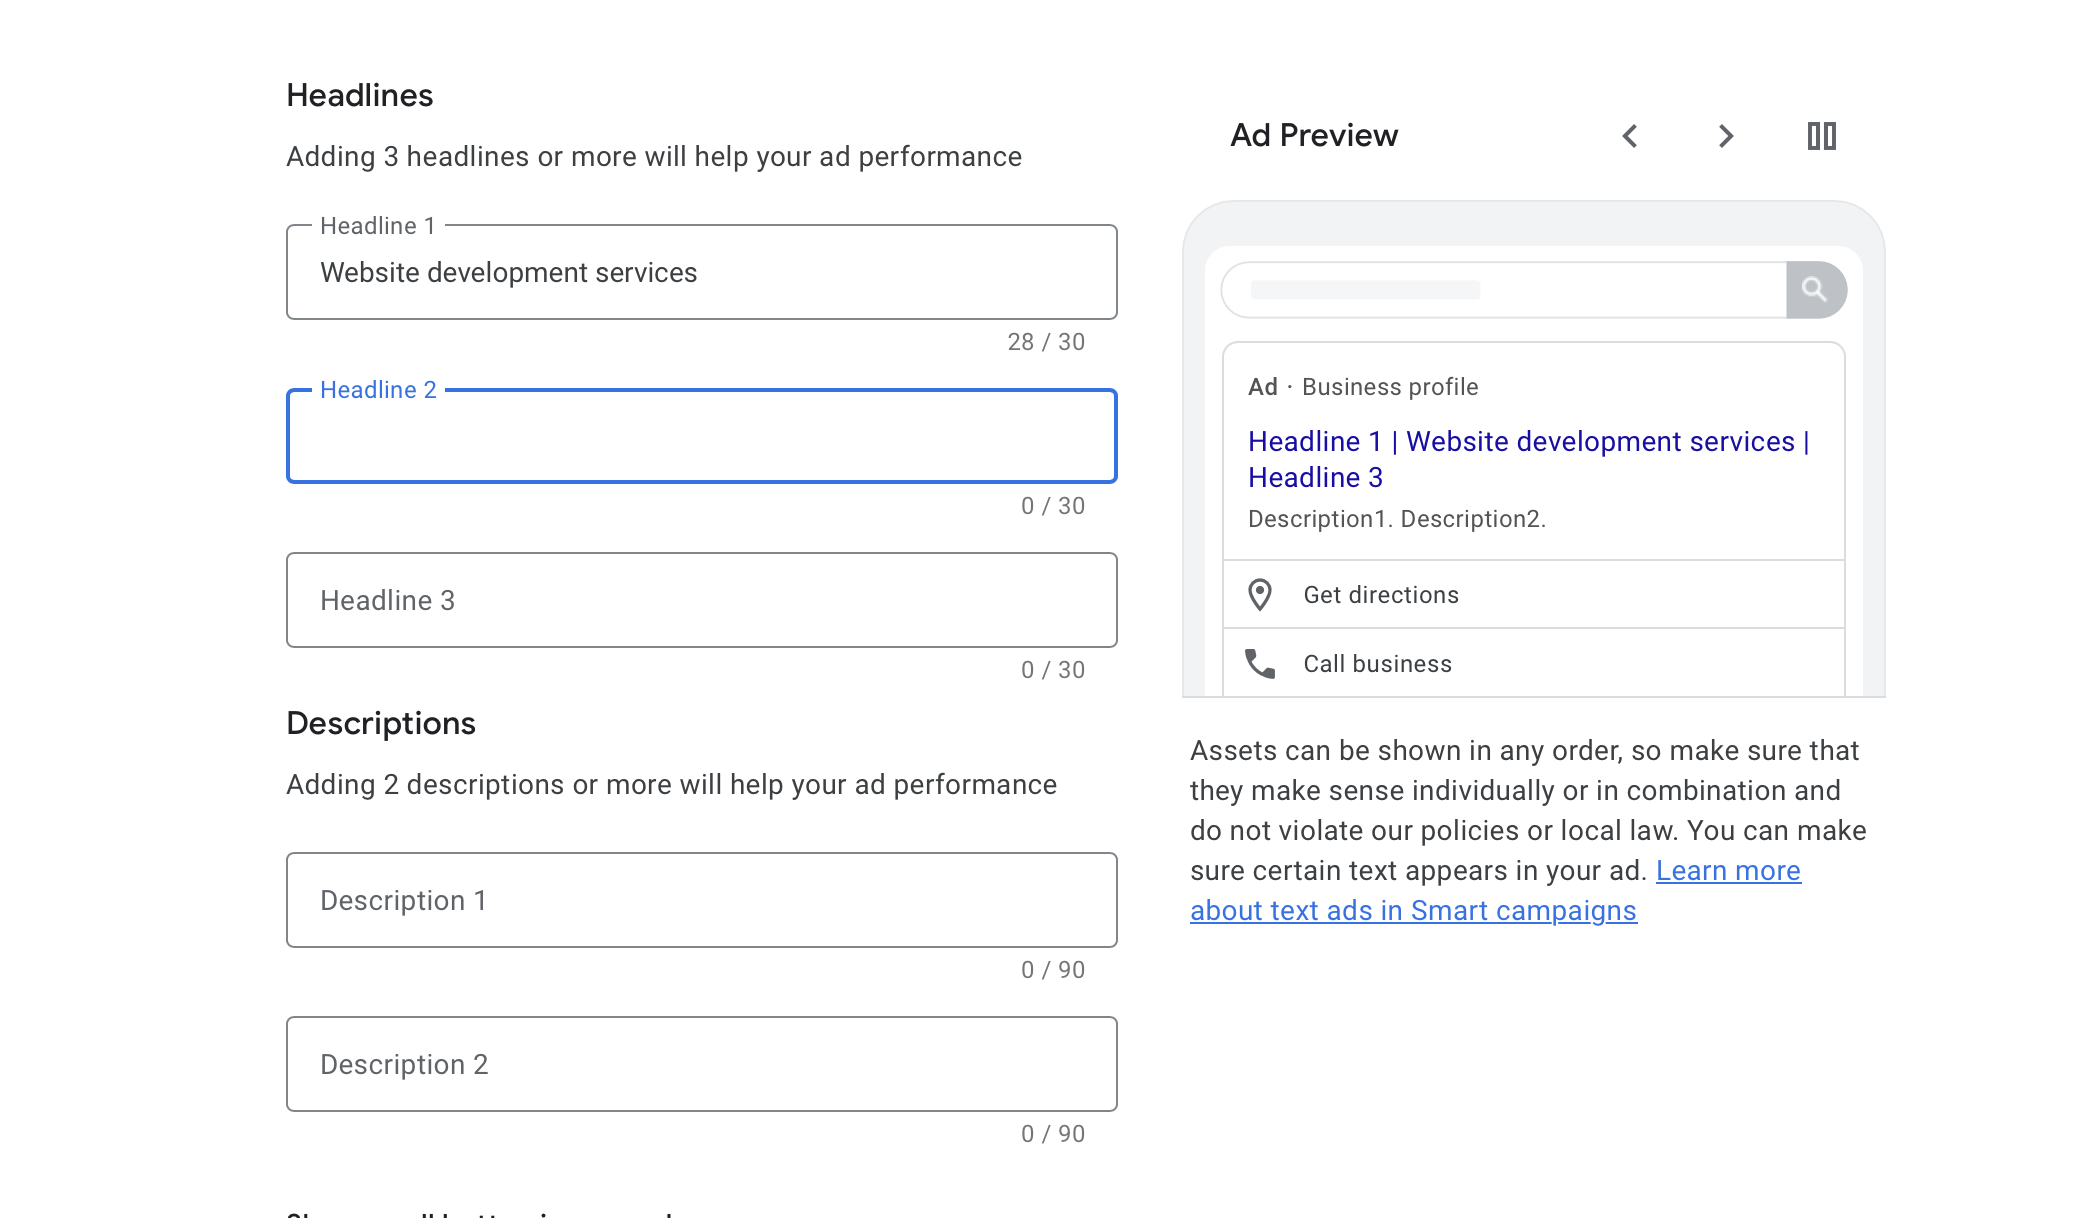 Headlines
Adding 3 headlines or more will help your ad performance
Headline 1
Website development services
28 / 30
Headline 2
0 / 30
Headline 3
0 / 30
Descriptions
Adding 2 descriptions or more will help your ad performance
Description 1
0 / 90
Description 2
0 / 90
Ad Preview
Ad · Business profile
Headline 1 | Website development services |
Headline 3
Description1. Description2.
Get directions
Call business
Assets can be shown in any order, so make sure that
they make sense individually or in combination and
do not violate our policies or local law. You can make
sure certain text appears in your ad. Learn more
about text ads in Smart campaigns